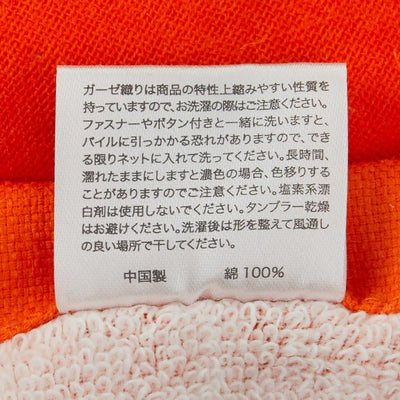 ガーゼ織りは商品の特性上縮みやすい性質を
持っていますので、お洗濯の際はご注意ください。
ファスナーやボタン付きと一緒に洗いますと、
パイルに引っかかる恐れがありますので、でき
る限りネットに入れて洗ってください。長時間、
濡れたままにしますと濃色の場合、色移りする
ことがありますのでご注意ください。塩素系漂
白剤は使用しないでください。タンブラー乾燥
はお避けください。洗濯後は形を整えて風通し
の良い場所で干してください。
中国製 綿100%